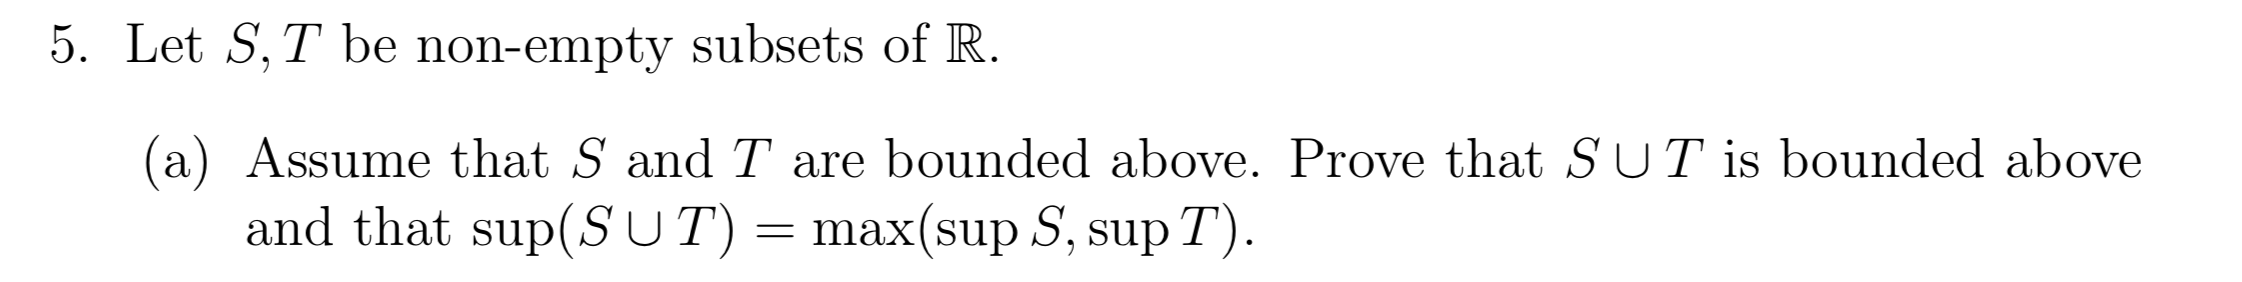 5. Let S, T be non-empty subsets of ℝ.
(a) Assume that S and T are bounded above. Prove that S ∪ T is bounded above
and that sup(S ∪ T) = max(sup S, sup T).